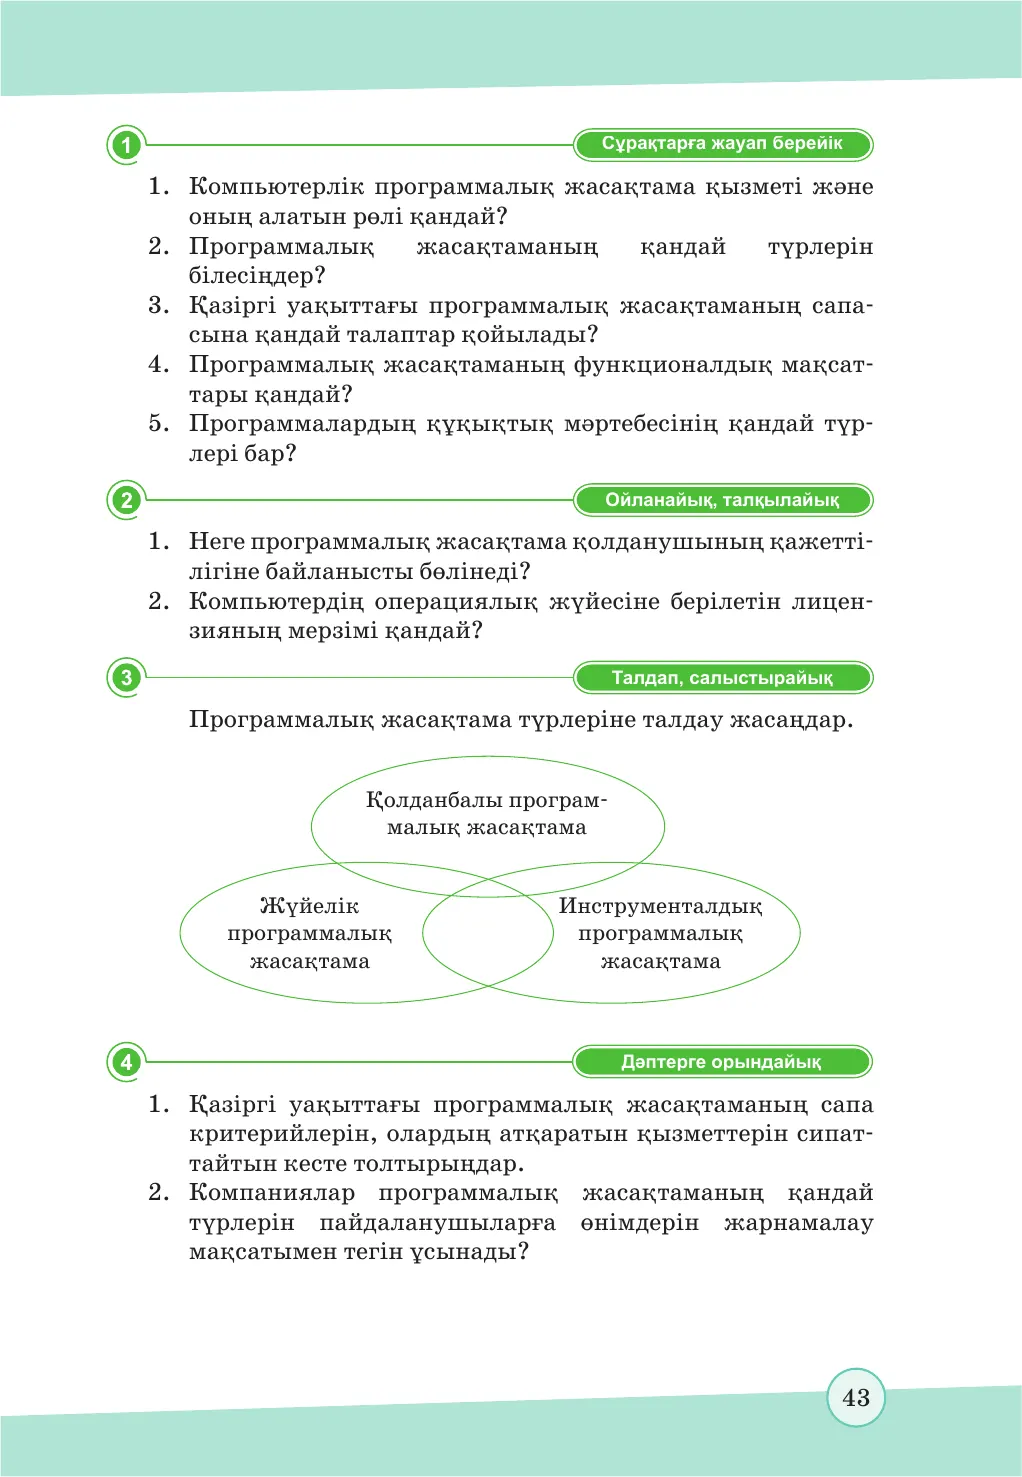 1 Сұрақтарға жауап берейік
1. Компьютерлік программалық жасақтама қызметі және
оның алатын рөлі қандай?
2. Программалық жасақтаманың қандай түрлерін
білесіңдер?
3. Қазіргі уақыттағы программалық жасақтаманың сапа-
сына қандай талаптар қойылады?
4. Программалық жасақтаманың функционалдық мақсат-
тары қандай?
5. Программалардың құқықтық мәртебесінің қандай түр-
лері бар?
2 Ойланайық, талқылайық
1. Неге программалық жасақтама қолданушының қажетті-
лігіне байланысты бөлінеді?
2. Компьютердің операциялық жүйесіне берілетін лицен-
зияның мерзімі қандай?
3 Талдап, салыстырайық
Программалық жасақтама түрлеріне талдау жасаңдар.
Қолданбалы програм-
малық жасақтама
Жүйелік
программалық
жасақтама
Инструменталдық
программалық
жасақтама
4 Дәптерге орындайық
1. Қазіргі уақыттағы программалық жасақтаманың сапа
критерийлерін, олардың атқаратын қызметтерін сипат-
тайтын кесте толтырыңдар.
2. Компаниялар программалық жасақтаманың қандай
түрлерін пайдаланушыларға өнімдерін жарнамалау
мақсатымен тегін ұсынады?
43